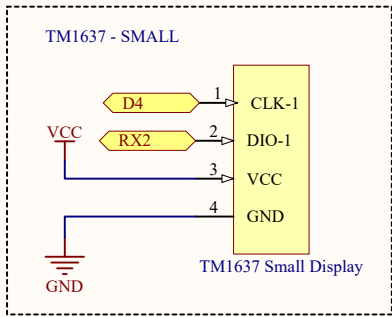 TM1637 - SMALL
D4 1 CLK-1
RX2 2 DIO-1
VCC 3 VCC
4 GND
GND
TM1637 Small Display